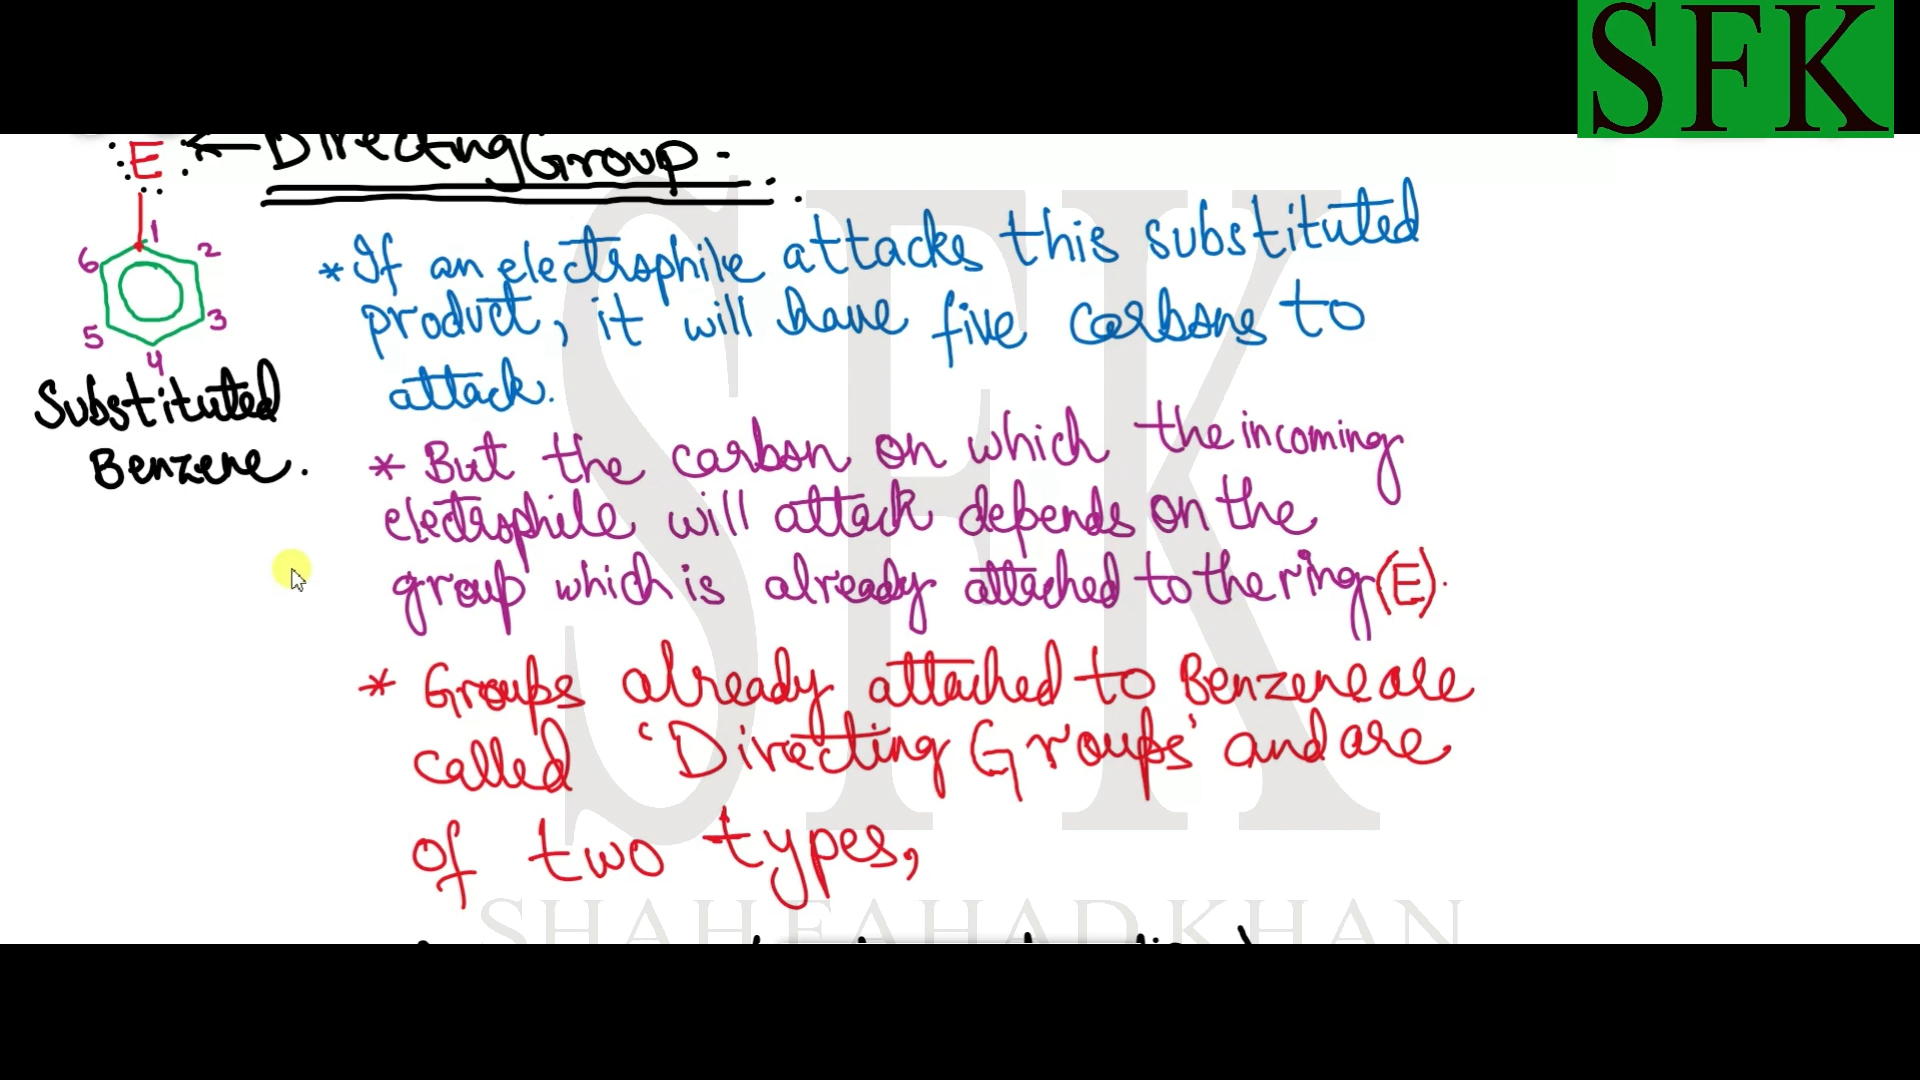 SFK
E ← Directing Group
1
6 2
5 3
4
Substituted
Benzene.
* If an electrophile attacks this substituted
product, it will have five carbons to
attack.
* But the carbon on which the incoming
electrophile will attack depends on the
group which is already attached to the ring (E).
* Groups already attached to Benzene are
called 'Directing Groups' and are
of two types,
SFK
SHAH FAHAD KHAN